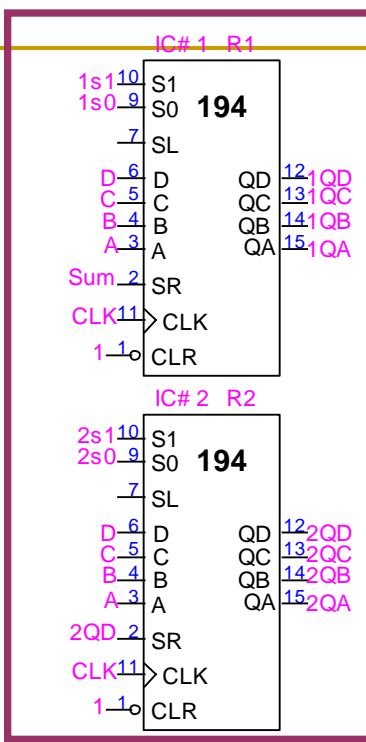 IC# 1 R1
1s1 10 S1
1s0 9 S0 194
7 SL
D 6 D QD 12 1QD
C 5 C QC 13 1QC
B 4 B QB 14 1QB
A 3 A QA 15 1QA
Sum 2 SR
CLK 11 CLK
1 1 CLR
IC# 2 R2
2s1 10 S1
2s0 9 S0 194
7 SL
D 6 D QD 12 2QD
C 5 C QC 13 2QC
B 4 B QB 14 2QB
A 3 A QA 15 2QA
2QD 2 SR
CLK 11 CLK
1 1 CLR